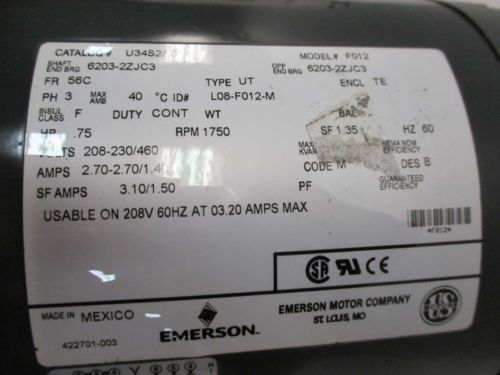 CATALOG # U34S2/ MODEL# F012
SHAFT END BRG 6203-2ZJC3 OPP END BRG 6203-2ZJC3
FR 56C TYPE UT ENCL TE
PH 3 MAX AMB 40 °C ID# L08-F012-M
INSUL CLASS F DUTY CONT WT BAL
HP .75 RPM 1750 SF 1.35 HZ 60
VOLTS 208-230/460 MAX KVAR NEMA NOM EFFICIENCY
AMPS 2.70-2.70/1.4 CODE M DES B
SF AMPS 3.10/1.50 PF GUARANTEED EFFICIENCY
USABLE ON 208V 60HZ AT 03.20 AMPS MAX
*F012*
MADE IN MEXICO
EMERSON.
EMERSON MOTOR COMPANY
ST. LOUIS, MO
422701-003